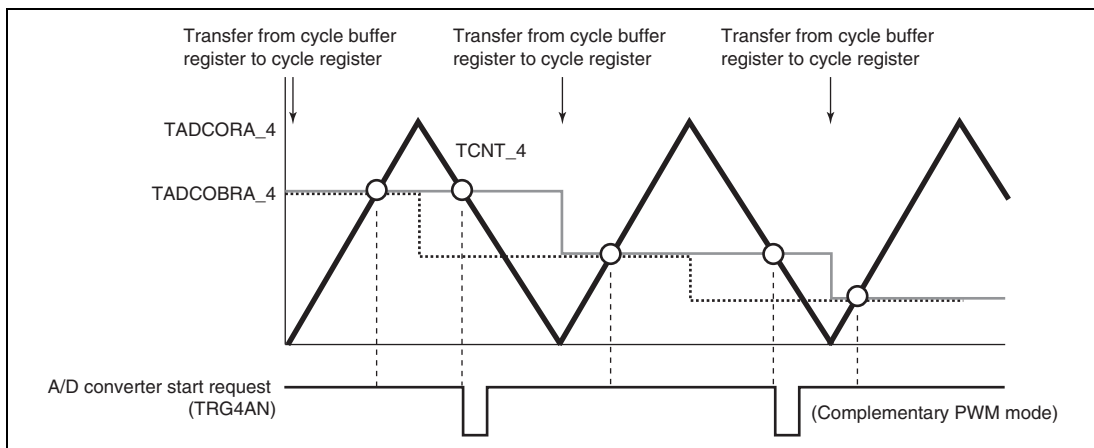 Transfer from cycle buffer
register to cycle register
Transfer from cycle buffer
register to cycle register
Transfer from cycle buffer
register to cycle register
TADCORA_4
TCNT_4
TADCOBRA_4
A/D converter start request
(TRG4AN)
(Complementary PWM mode)